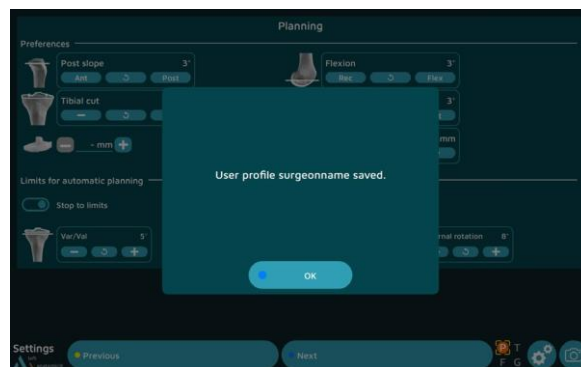 Planning
Preferences
Post slope 3°
Ant Post
Flexion 3°
Rec Flex
Tibial cut
3°
- mm
mm
User profile surgeonname saved.
Limits for automatic planning
Stop to limits
Var/Val 5°
rnal rotation 8°
OK
Settings
Previous
Next
P T
F G